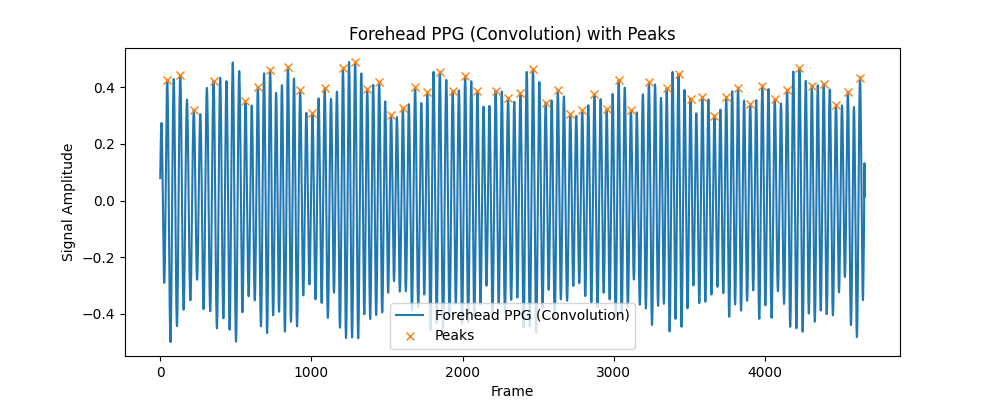 Forehead PPG (Convolution) with Peaks
Signal Amplitude
0.4
0.2
0.0
−0.2
−0.4
0
1000
2000
3000
4000
Frame
Forehead PPG (Convolution)
Peaks